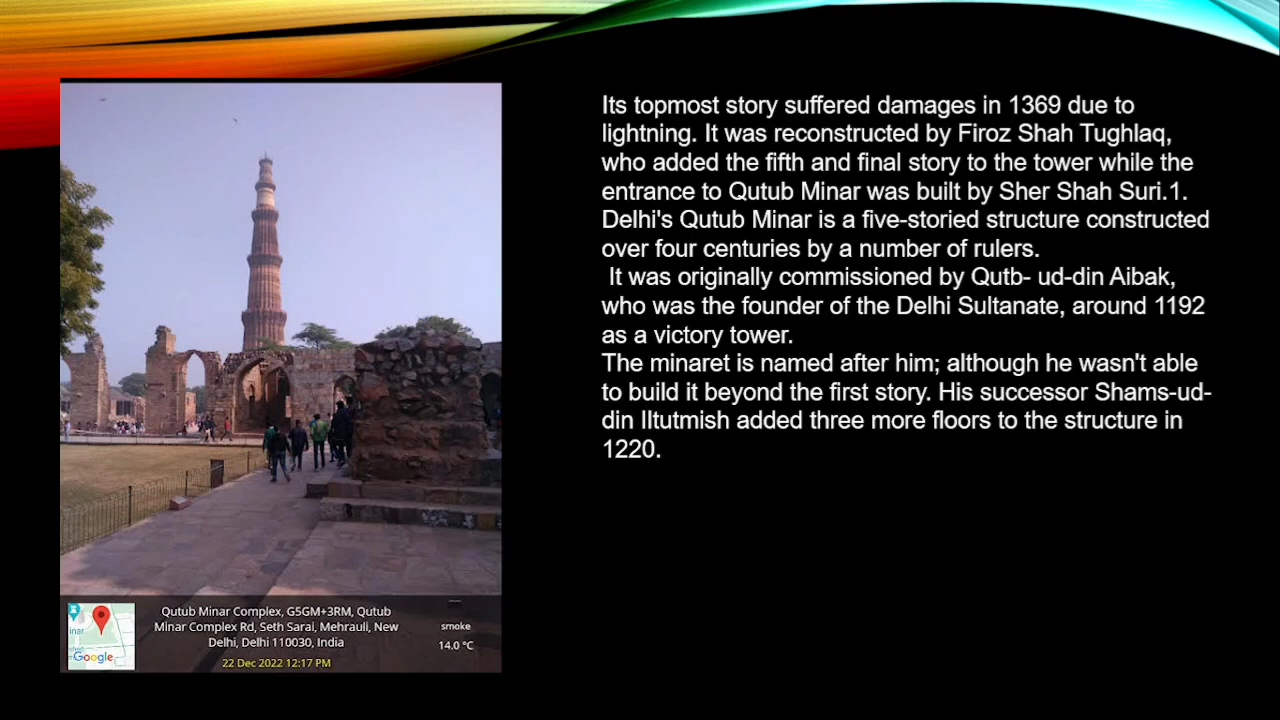 Its topmost story suffered damages in 1369 due to
lightning. It was reconstructed by Firoz Shah Tughlaq,
who added the fifth and final story to the tower while the
entrance to Qutub Minar was built by Sher Shah Suri.1.
Delhi's Qutub Minar is a five-storied structure constructed
over four centuries by a number of rulers.
It was originally commissioned by Qutb- ud-din Aibak,
who was the founder of the Delhi Sultanate, around 1192
as a victory tower.
The minaret is named after him; although he wasn't able
to build it beyond the first story. His successor Shams-ud-
din Iltutmish added three more floors to the structure in
1220.
Qutub Minar Complex, G5GM+3RM, Qutub
Minar Complex Rd, Seth Sarai, Mehrauli, New
Delhi, Delhi 110030, India
22 Dec 2022 12:17 PM
smoke
14.0 °C
inar
Google